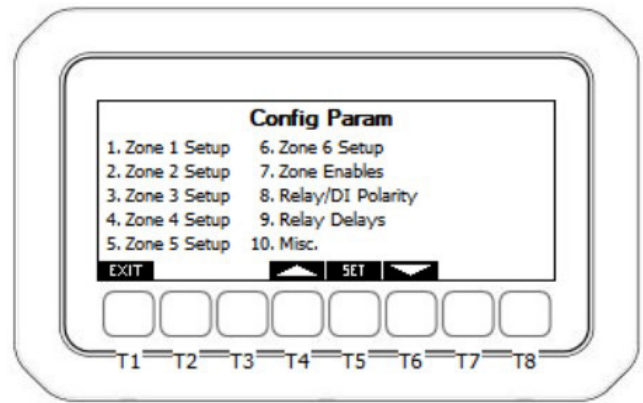 Config Param
1. Zone 1 Setup
2. Zone 2 Setup
3. Zone 3 Setup
4. Zone 4 Setup
5. Zone 5 Setup
6. Zone 6 Setup
7. Zone Enables
8. Relay/DI Polarity
9. Relay Delays
10. Misc.
EXIT SET
T1 T2 T3 T4 T5 T6 T7 T8